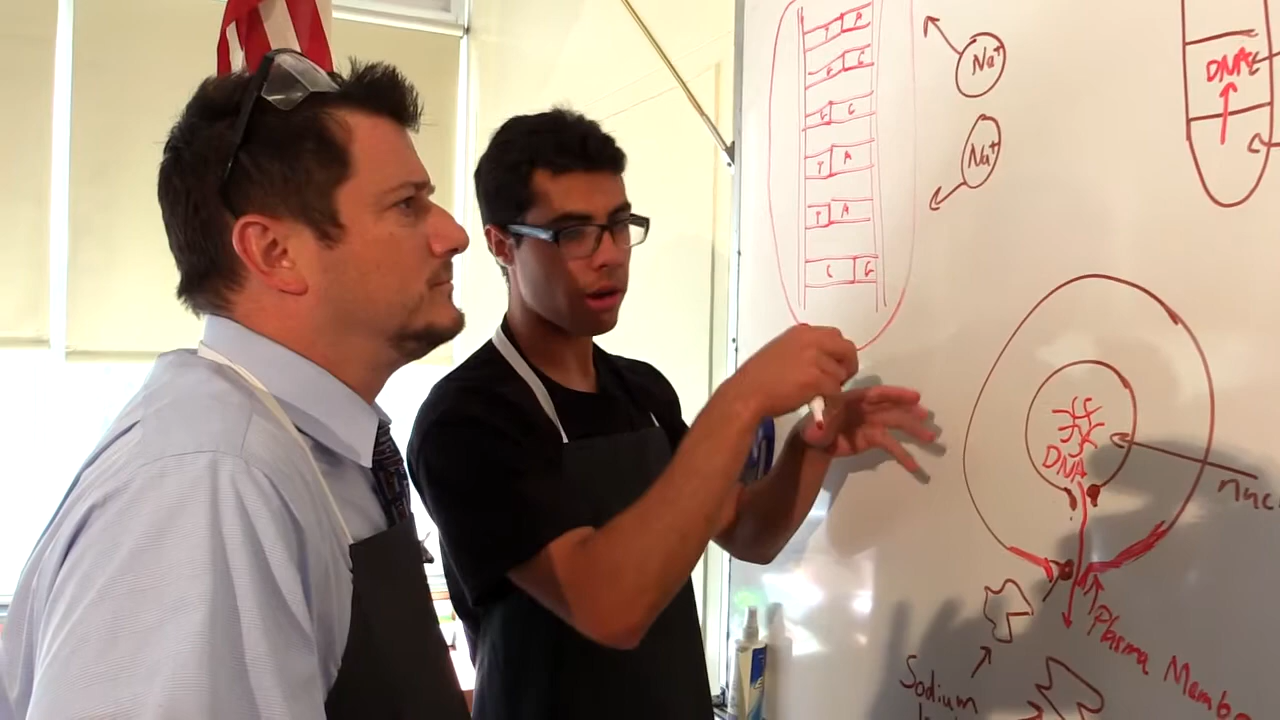 T A
G C
G C
T A
T A
C G
Na+
Na+
DNA
DNA
nuc
Plasma Membr
Sodium